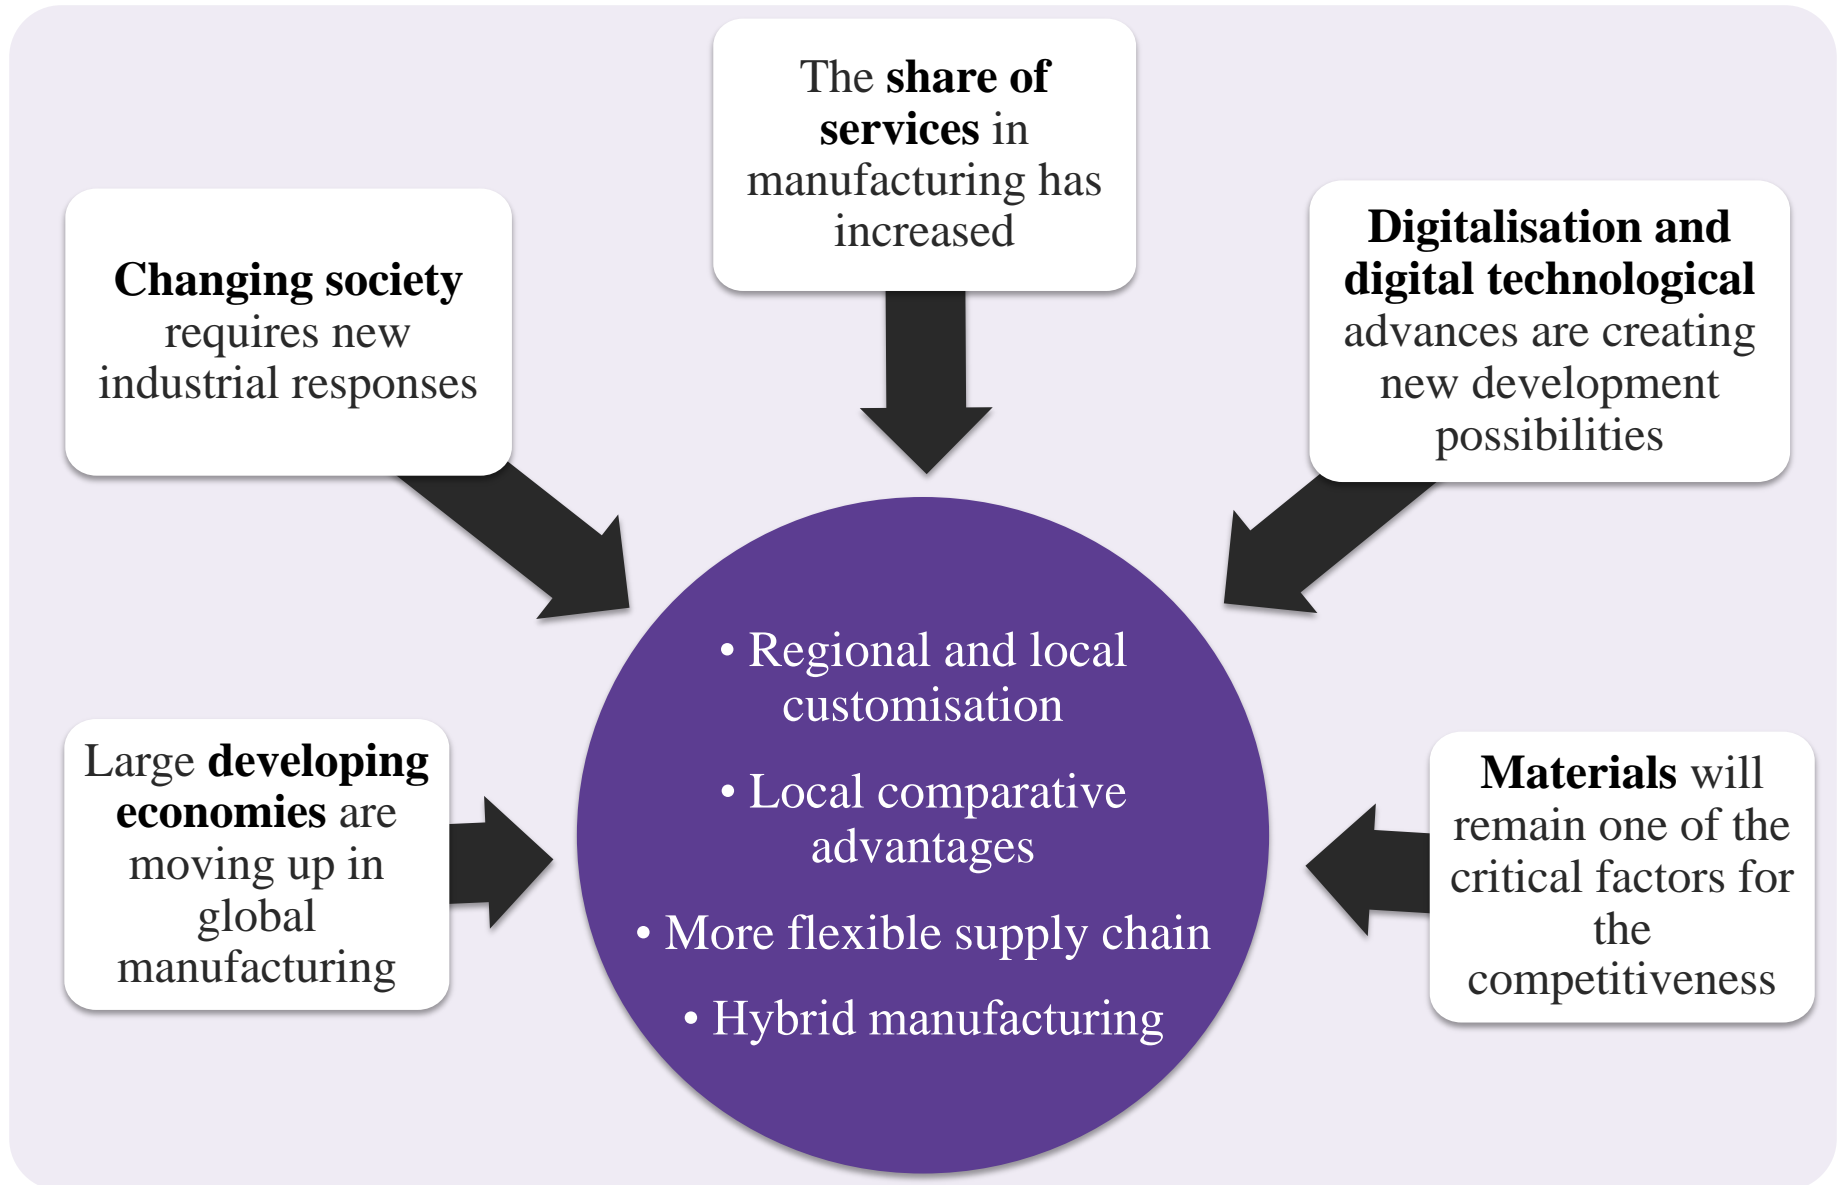 The share of
services in
manufacturing has
increased
Changing society
requires new
industrial responses
Digitalisation and
digital technological
advances are creating
new development
possibilities
Large developing
economies are
moving up in
global
manufacturing
• Regional and local
customisation
• Local comparative
advantages
• More flexible supply chain
• Hybrid manufacturing
Materials will
remain one of the
critical factors for
the
competitiveness